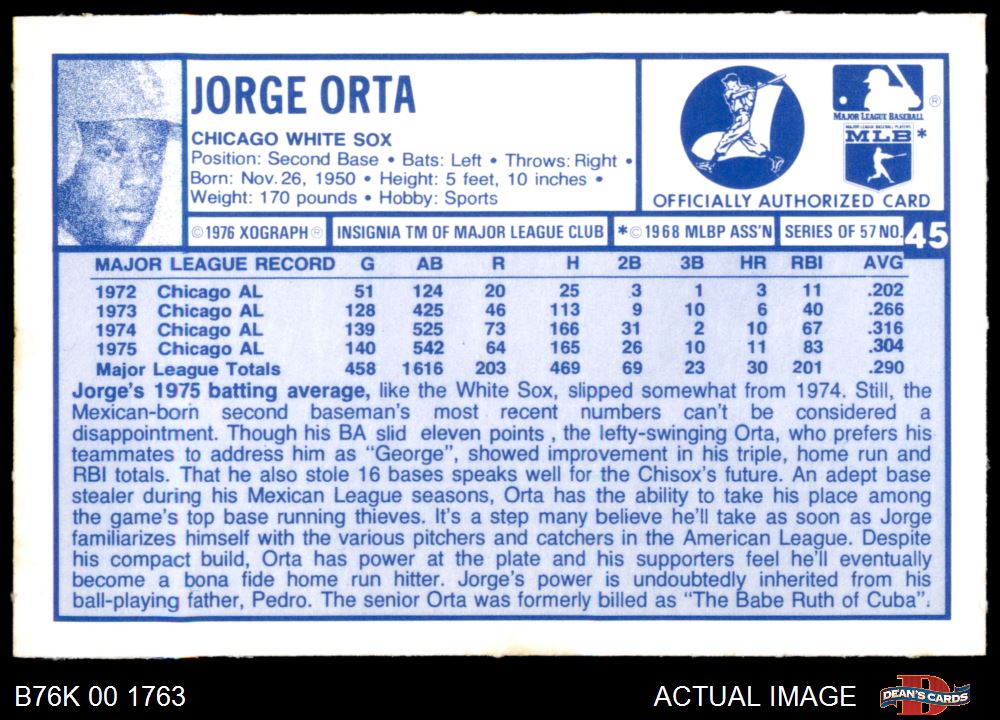 JORGE ORTA
CHICAGO WHITE SOX
Position: Second Base • Bats: Left • Throws: Right •
Born: Nov. 26, 1950 • Height: 5 feet, 10 inches •
Weight: 170 pounds • Hobby: Sports
MAJOR LEAGUE BASEBALL ®
MAJOR LEAGUE BASEBALL PLAYERS
MLB *
OFFICIALLY AUTHORIZED CARD
© 1976 XOGRAPH ® INSIGNIA TM OF MAJOR LEAGUE CLUB *© 1968 MLBP ASS'N SERIES OF 57 NO. 45
MAJOR LEAGUE RECORD G AB R H 2B 3B HR RBI AVG
1972 Chicago AL 51 124 20 25 3 1 3 11 .202
1973 Chicago AL 128 425 46 113 9 10 6 40 .266
1974 Chicago AL 139 525 73 166 31 2 10 67 .316
1975 Chicago AL 140 542 64 165 26 10 11 83 .304
Major League Totals 458 1616 203 469 69 23 30 201 .290
Jorge's 1975 batting average, like the White Sox, slipped somewhat from 1974. Still, the
Mexican-born second baseman's most recent numbers can't be considered a
disappointment. Though his BA slid eleven points , the lefty-swinging Orta, who prefers his
teammates to address him as "George", showed improvement in his triple, home run and
RBI totals. That he also stole 16 bases speaks well for the Chisox's future. An adept base
stealer during his Mexican League seasons, Orta has the ability to take his place among
the game's top base running thieves. It's a step many believe he'll take as soon as Jorge
familiarizes himself with the various pitchers and catchers in the American League. Despite
his compact build, Orta has power at the plate and his supporters feel he'll eventually
become a bona fide home run hitter. Jorge's power is undoubtedly inherited from his
ball-playing father, Pedro. The senior Orta was formerly billed as "The Babe Ruth of Cuba".
B76K 00 1763 ACTUAL IMAGE DEAN'S CARDS